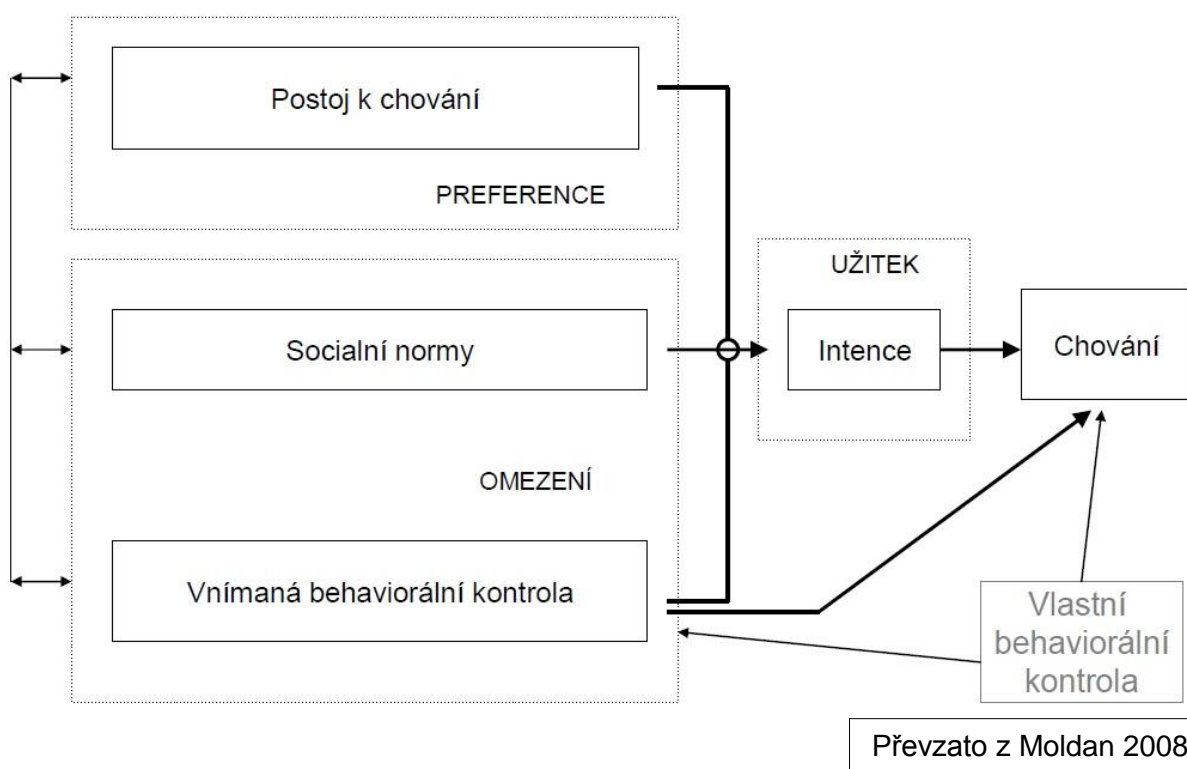 Postoj k chování
PREFERENCE
UŽITEK
Socialní normy
Intence
Chování
OMEZENÍ
Vnímaná behaviorální kontrola
Vlastní
behaviorální
kontrola
Převzato z Moldan 2008